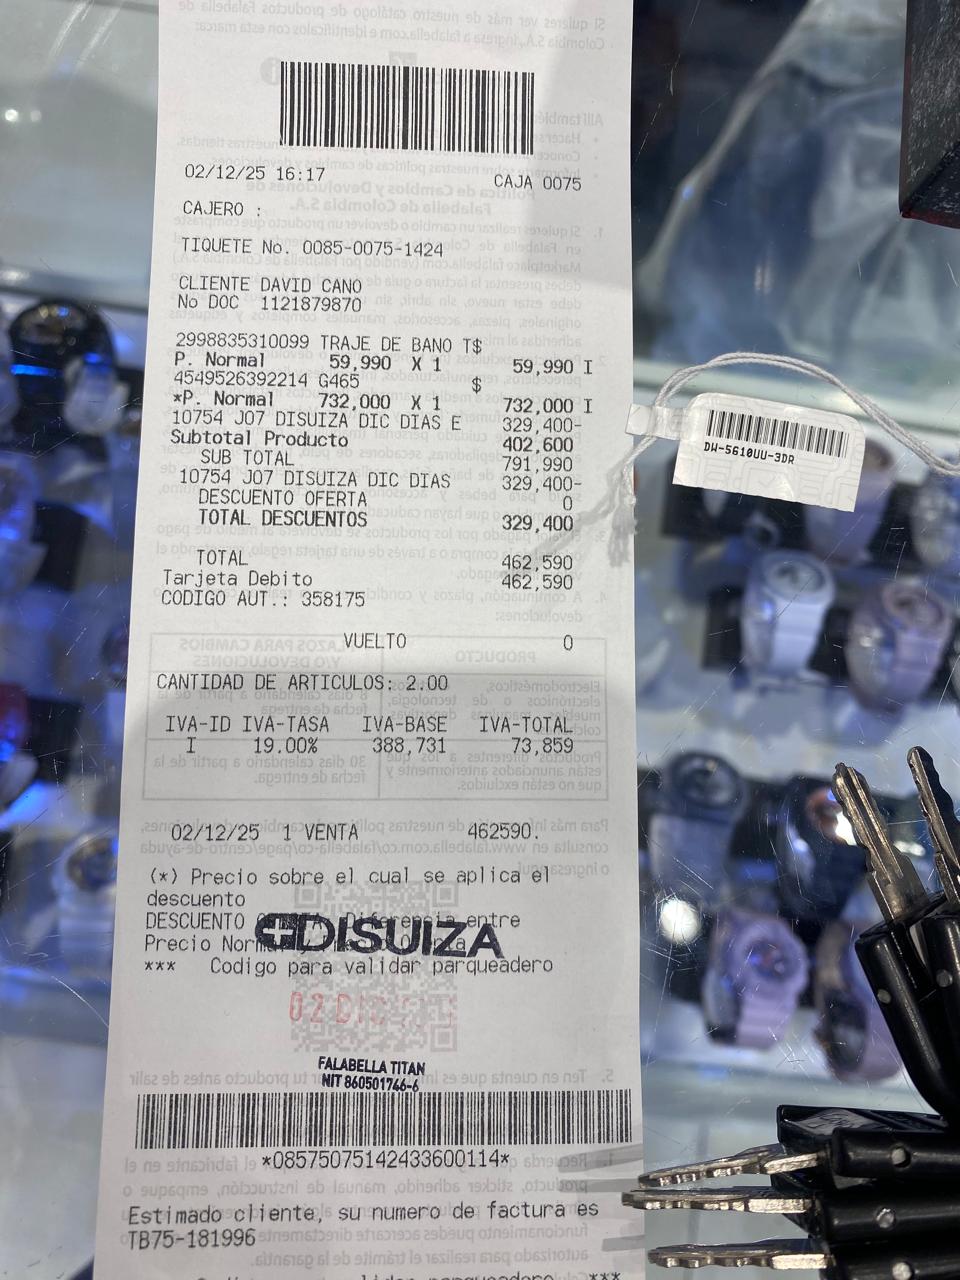 02/12/25 16:17 CAJA 0075
CAJERO :
TIQUETE No. 0085-0075-1424
CLIENTE DAVID CANO
No DOC 1121879870
2998835310099 TRAJE DE BANO T$
P. Normal 59,990 X 1 59,990 I
4549526392214 G465 $
*P. Normal 732,000 X 1 732,000 I
10754 JO7 DISUIZA DIC DIAS E 329,400-
Subtotal Producto 402,600
SUB TOTAL 791,990
10754 JO7 DISUIZA DIC DIAS 329,400-
DESCUENTO OFERTA 0
TOTAL DESCUENTOS 329,400
TOTAL 462,590
Tarjeta Debito 462,590
CODIGO AUT.: 358175
VUELTO 0
CANTIDAD DE ARTICULOS: 2.00
IVA-ID IVA-TASA IVA-BASE IVA-TOTAL
I 19.00% 388,731 73,859
02/12/25 1 VENTA 462590.
(*) Precio sobre el cual se aplica el
descuento
DESCUENTO Diferencia entre
Precio
DISUIZA
*** Codigo para validar parqueadero
02 DIC
FALABELLA TITAN
NIT 860501746-6
*08575075142433600114*
Estimado cliente, su numero de factura es
TB75-181996
DW-5610UU-3DR